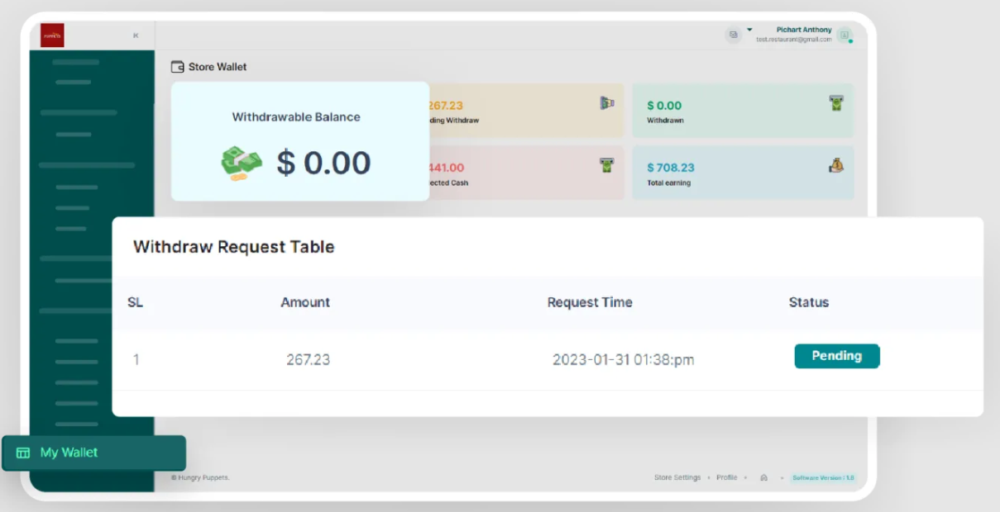 Pichart Anthony
test.restaurant@gmail.com
Store Wallet
Withdrawable Balance
$ 0.00
267.23
ding Withdraw
$ 0.00
Withdrawn
441.00
ected Cash
$ 708.23
Total earning
Withdraw Request Table
SL Amount Request Time Status
1 267.23 2023-01-31 01:38:pm Pending
My Wallet
© Hungry Puppets.
Store Settings Profile Software Version : 1.0